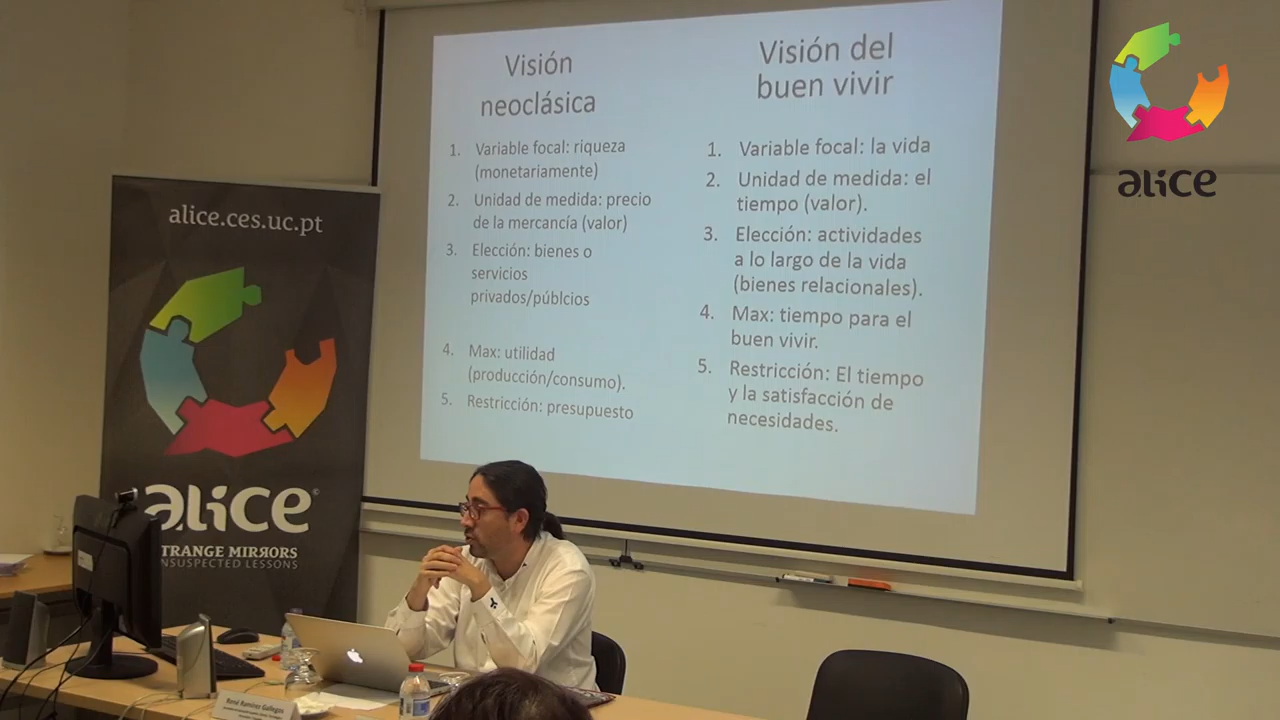 Visión
neoclásica
1. Variable focal: riqueza
(monetariamente)
2. Unidad de medida: precio
de la mercancía (valor)
3. Elección: bienes o
servicios
privados/públcios
4. Max: utilidad
(producción/consumo).
5. Restricción: presupuesto
Visión del
buen vivir
1. Variable focal: la vida
2. Unidad de medida: el
tiempo (valor).
3. Elección: actividades
a lo largo de la vida
(bienes relacionales).
4. Max: tiempo para el
buen vivir.
5. Restricción: El tiempo
y la satisfacción de
necesidades.
alice
alice.ces.uc.pt
alice©
TRANGE MIRRORS
NSUSPECTED LESSONS
René Ramírez Gallegos